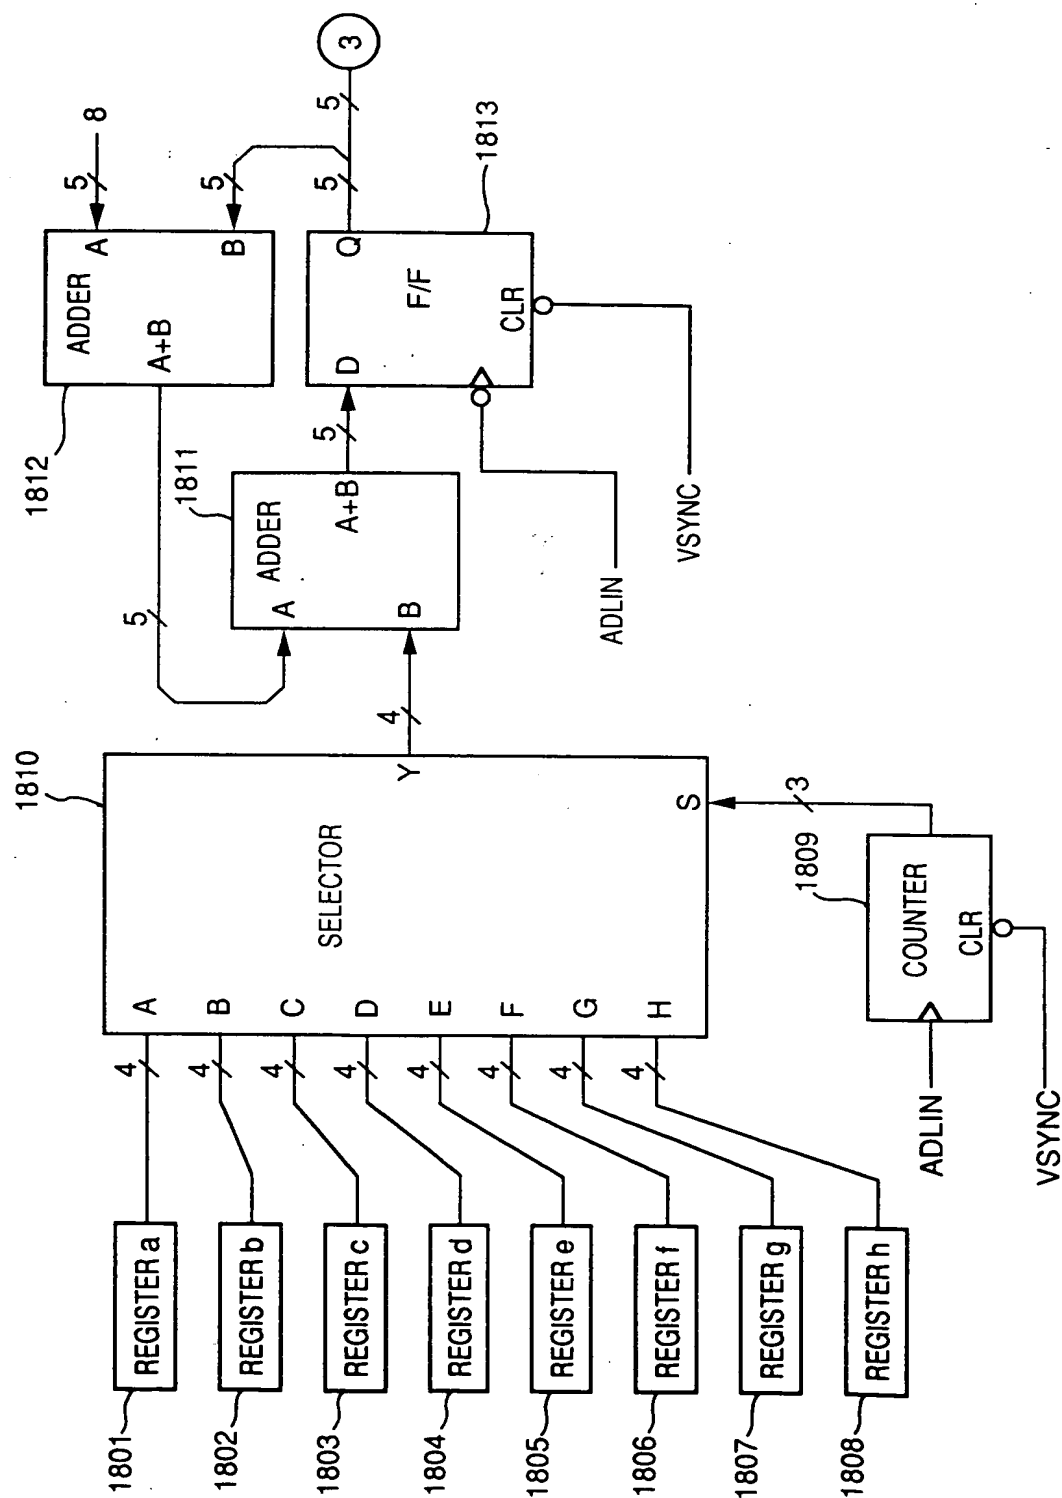 1801
REGISTER a
1802
REGISTER b
1803
REGISTER c
1804
REGISTER d
1805
REGISTER e
1806
REGISTER f
1807
REGISTER g
1808
REGISTER h
4
4
4
4
4
4
4
4
1810
A
B
C
D
E
F
G
H
SELECTOR
Y
S
3
1809
COUNTER
CLR
ADLIN
VSYNC
4
5
1811
ADDER
A
B
A+B
5
1812
ADDER
A+B
A
B
5
8
5
1813
F/F
D
Q
CLR
ADLIN
VSYNC
5
5
3